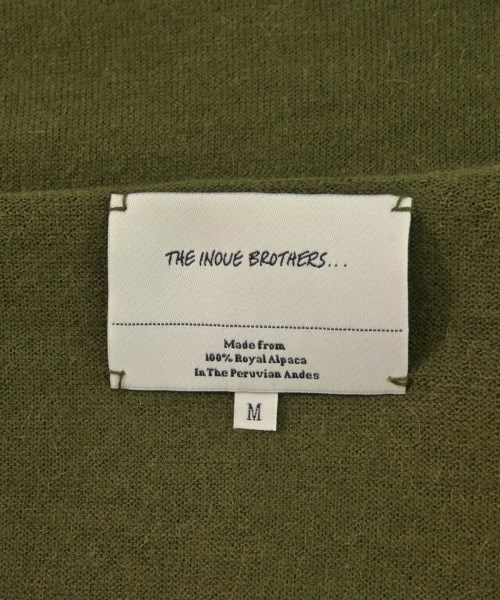 THE INOUE BROTHERS...
Made from
100% Royal Alpaca
In The Peruvian Andes
M